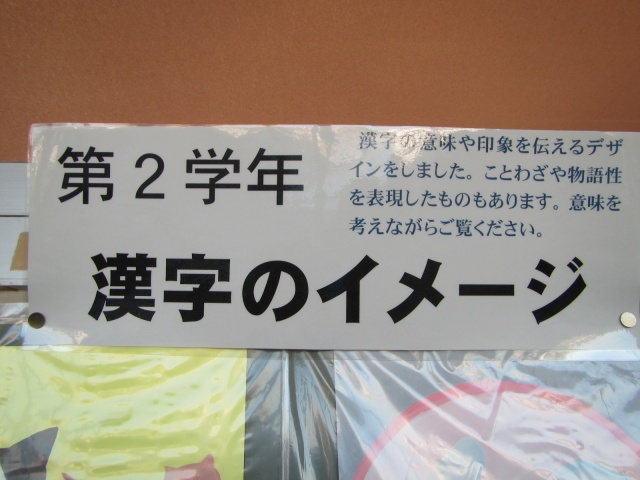 第2学年
漢字の意味や印象を伝えるデザ
インをしました。ことわざや物語性
を表現したものもあります。意味を
考えながらご覧ください。
漢字のイメージ